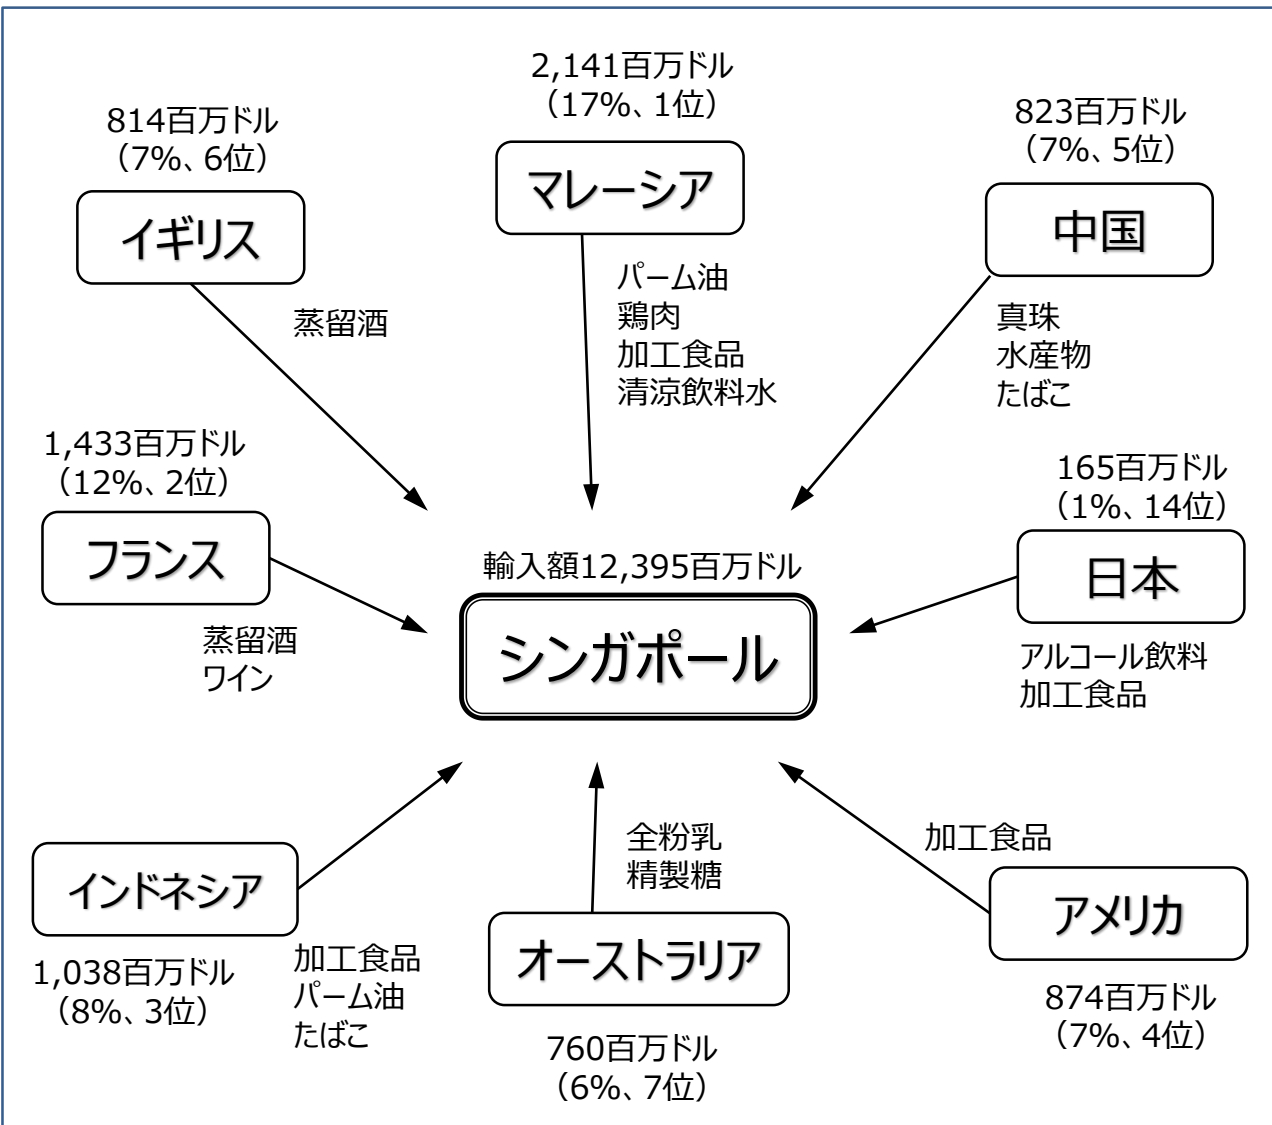 2,141百万ドル
（17%、1位）
マレーシア
パーム油
鶏肉
加工食品
清涼飲料水
814百万ドル
（7%、6位）
イギリス
蒸留酒
823百万ドル
（7%、5位）
中国
真珠
水産物
たばこ
1,433百万ドル
（12%、2位）
フランス
蒸留酒
ワイン
165百万ドル
（1%、14位）
日本
アルコール飲料
加工食品
輸入額12,395百万ドル
シンガポール
インドネシア
1,038百万ドル
（8%、3位）
加工食品
パーム油
たばこ
全粉乳
精製糖
オーストラリア
760百万ドル
（6%、7位）
加工食品
アメリカ
874百万ドル
（7%、4位）